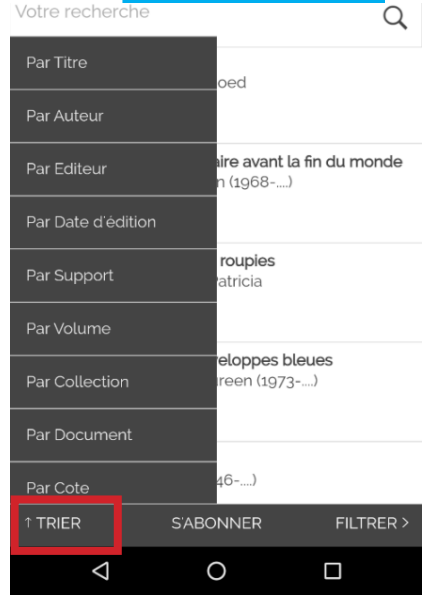 Votre recherche
Par Titre
oed
Par Auteur
Par Editeur
aire avant la fin du monde
n (1968-....)
Par Date d'édition
roupies
Par Support
atricia
Par Volume
eloppes bleues
Par Collection
reen (1973-....)
Par Document
Par Cote
46-....)
↑ TRIER
S'ABONNER
FILTRER >